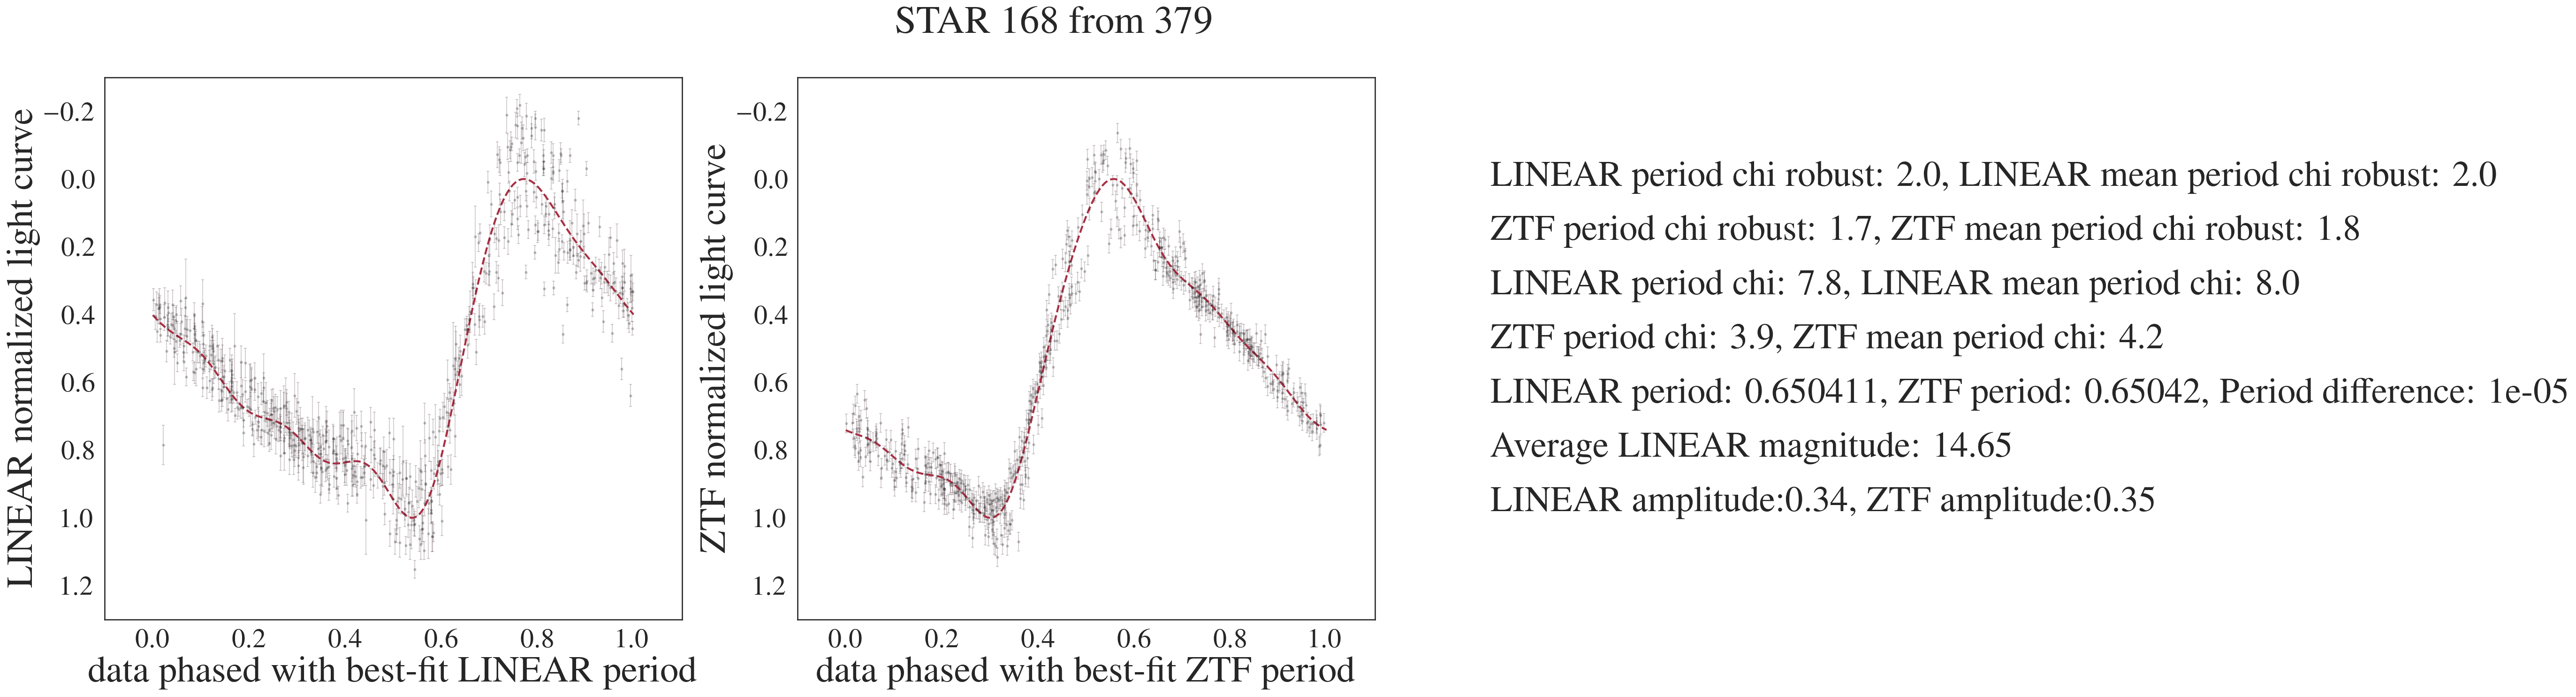 STAR 168 from 379
LINEAR normalized light curve
−0.2
0.0
0.2
0.4
0.6
0.8
1.0
1.2
0.0 0.2 0.4 0.6 0.8 1.0
data phased with best-fit LINEAR period
ZTF normalized light curve
−0.2
0.0
0.2
0.4
0.6
0.8
1.0
1.2
0.0 0.2 0.4 0.6 0.8 1.0
data phased with best-fit ZTF period
LINEAR period chi robust: 2.0, LINEAR mean period chi robust: 2.0
ZTF period chi robust: 1.7, ZTF mean period chi robust: 1.8
LINEAR period chi: 7.8, LINEAR mean period chi: 8.0
ZTF period chi: 3.9, ZTF mean period chi: 4.2
LINEAR period: 0.650411, ZTF period: 0.65042, Period difference: 1e-05
Average LINEAR magnitude: 14.65
LINEAR amplitude:0.34, ZTF amplitude:0.35